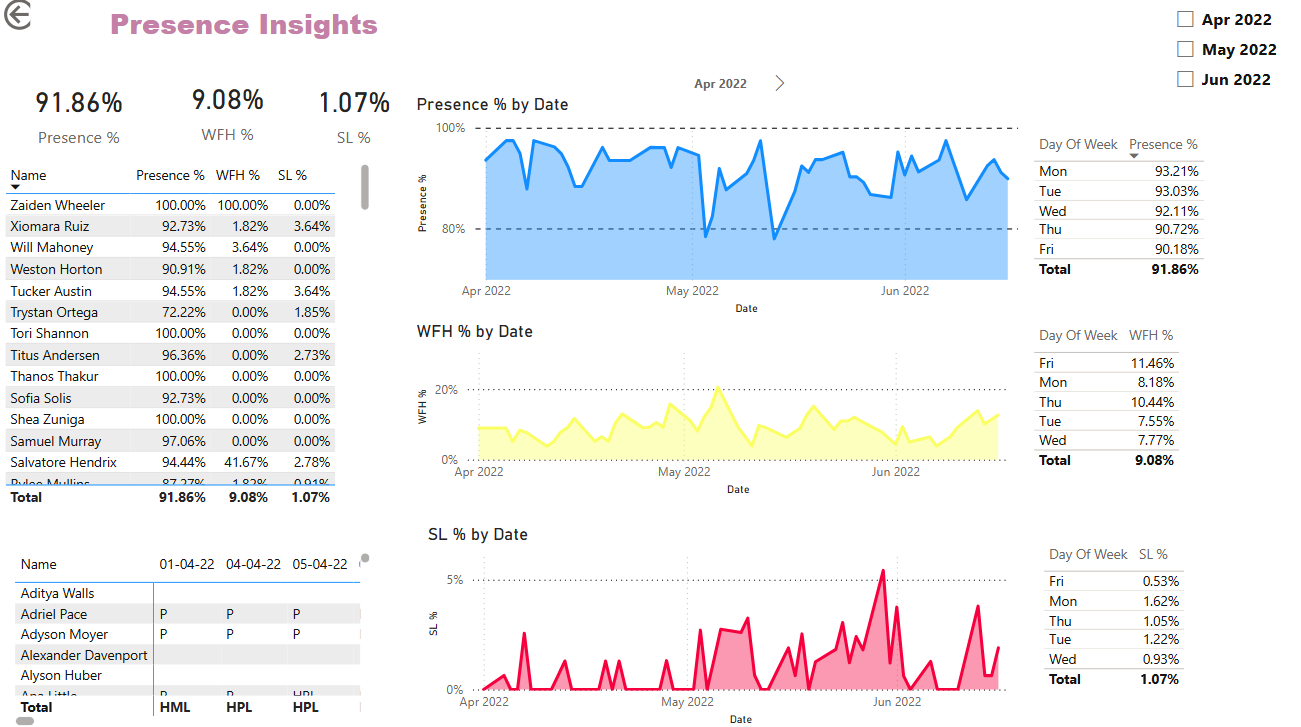 Presence Insights
Apr 2022
May 2022
Jun 2022
91.86%
Presence %
9.08%
WFH %
1.07%
SL %
Name Presence % WFH % SL %
Zaiden Wheeler 100.00% 100.00% 0.00%
Xiomara Ruiz 92.73% 1.82% 3.64%
Will Mahoney 94.55% 3.64% 0.00%
Weston Horton 90.91% 1.82% 0.00%
Tucker Austin 94.55% 1.82% 3.64%
Trystan Ortega 72.22% 0.00% 1.85%
Tori Shannon 100.00% 0.00% 0.00%
Titus Andersen 96.36% 0.00% 2.73%
Thanos Thakur 100.00% 0.00% 0.00%
Sofia Solis 92.73% 0.00% 0.00%
Shea Zuniga 100.00% 0.00% 0.00%
Samuel Murray 97.06% 0.00% 0.00%
Salvatore Hendrix 94.44% 41.67% 2.78%
Rylee Mullins 87.27% 1.82% 0.91%
Total 91.86% 9.08% 1.07%
Name 01-04-22 04-04-22 05-04-22
Aditya Walls
Adriel Pace P P P
Adyson Moyer P P P
Alexander Davenport
Alyson Huber
Ana Little P P HPL
Total HML HPL HPL
Apr 2022
Presence % by Date
100%
80%
Presence %
Apr 2022 May 2022 Jun 2022
Date
WFH % by Date
20%
0%
WFH %
Apr 2022 May 2022 Jun 2022
Date
SL % by Date
5%
0%
SL %
Apr 2022 May 2022 Jun 2022
Date
Day Of Week Presence %
Mon 93.21%
Tue 93.03%
Wed 92.11%
Thu 90.72%
Fri 90.18%
Total 91.86%
Day Of Week WFH %
Fri 11.46%
Mon 8.18%
Thu 10.44%
Tue 7.55%
Wed 7.77%
Total 9.08%
Day Of Week SL %
Fri 0.53%
Mon 1.62%
Thu 1.05%
Tue 1.22%
Wed 0.93%
Total 1.07%